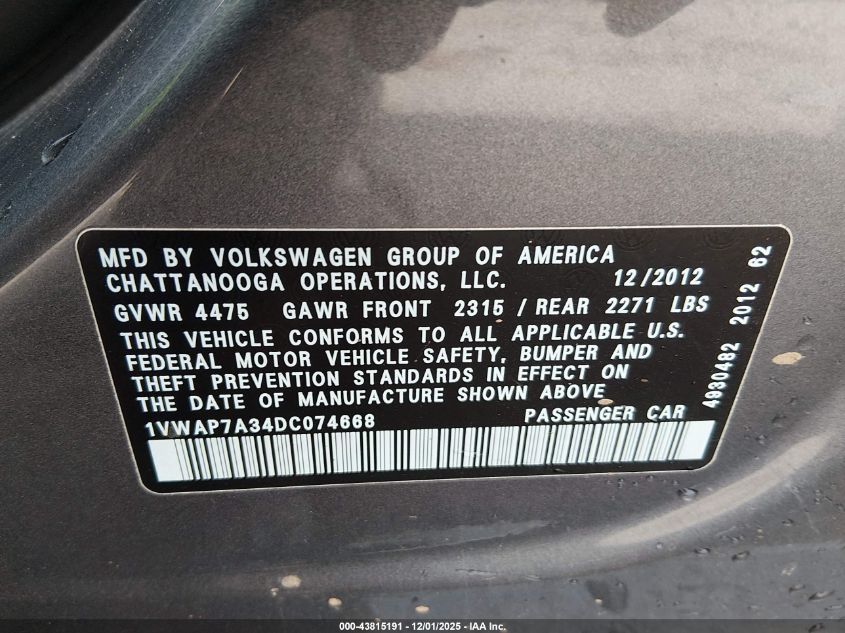 MFD BY VOLKSWAGEN GROUP OF AMERICA
CHATTANOOGA OPERATIONS, LLC. 12/2012
GVWR 4475 GAWR FRONT 2315 / REAR 2271 LBS
THIS VEHICLE CONFORMS TO ALL APPLICABLE U.S.
FEDERAL MOTOR VEHICLE SAFETY, BUMPER AND
THEFT PREVENTION STANDARDS IN EFFECT ON
THE DATE OF MANUFACTURE SHOWN ABOVE
1VWAP7A34DC074668 PASSENGER CAR
4930482 2012 62
000-43815191 - 12/01/2025 - IAA Inc.